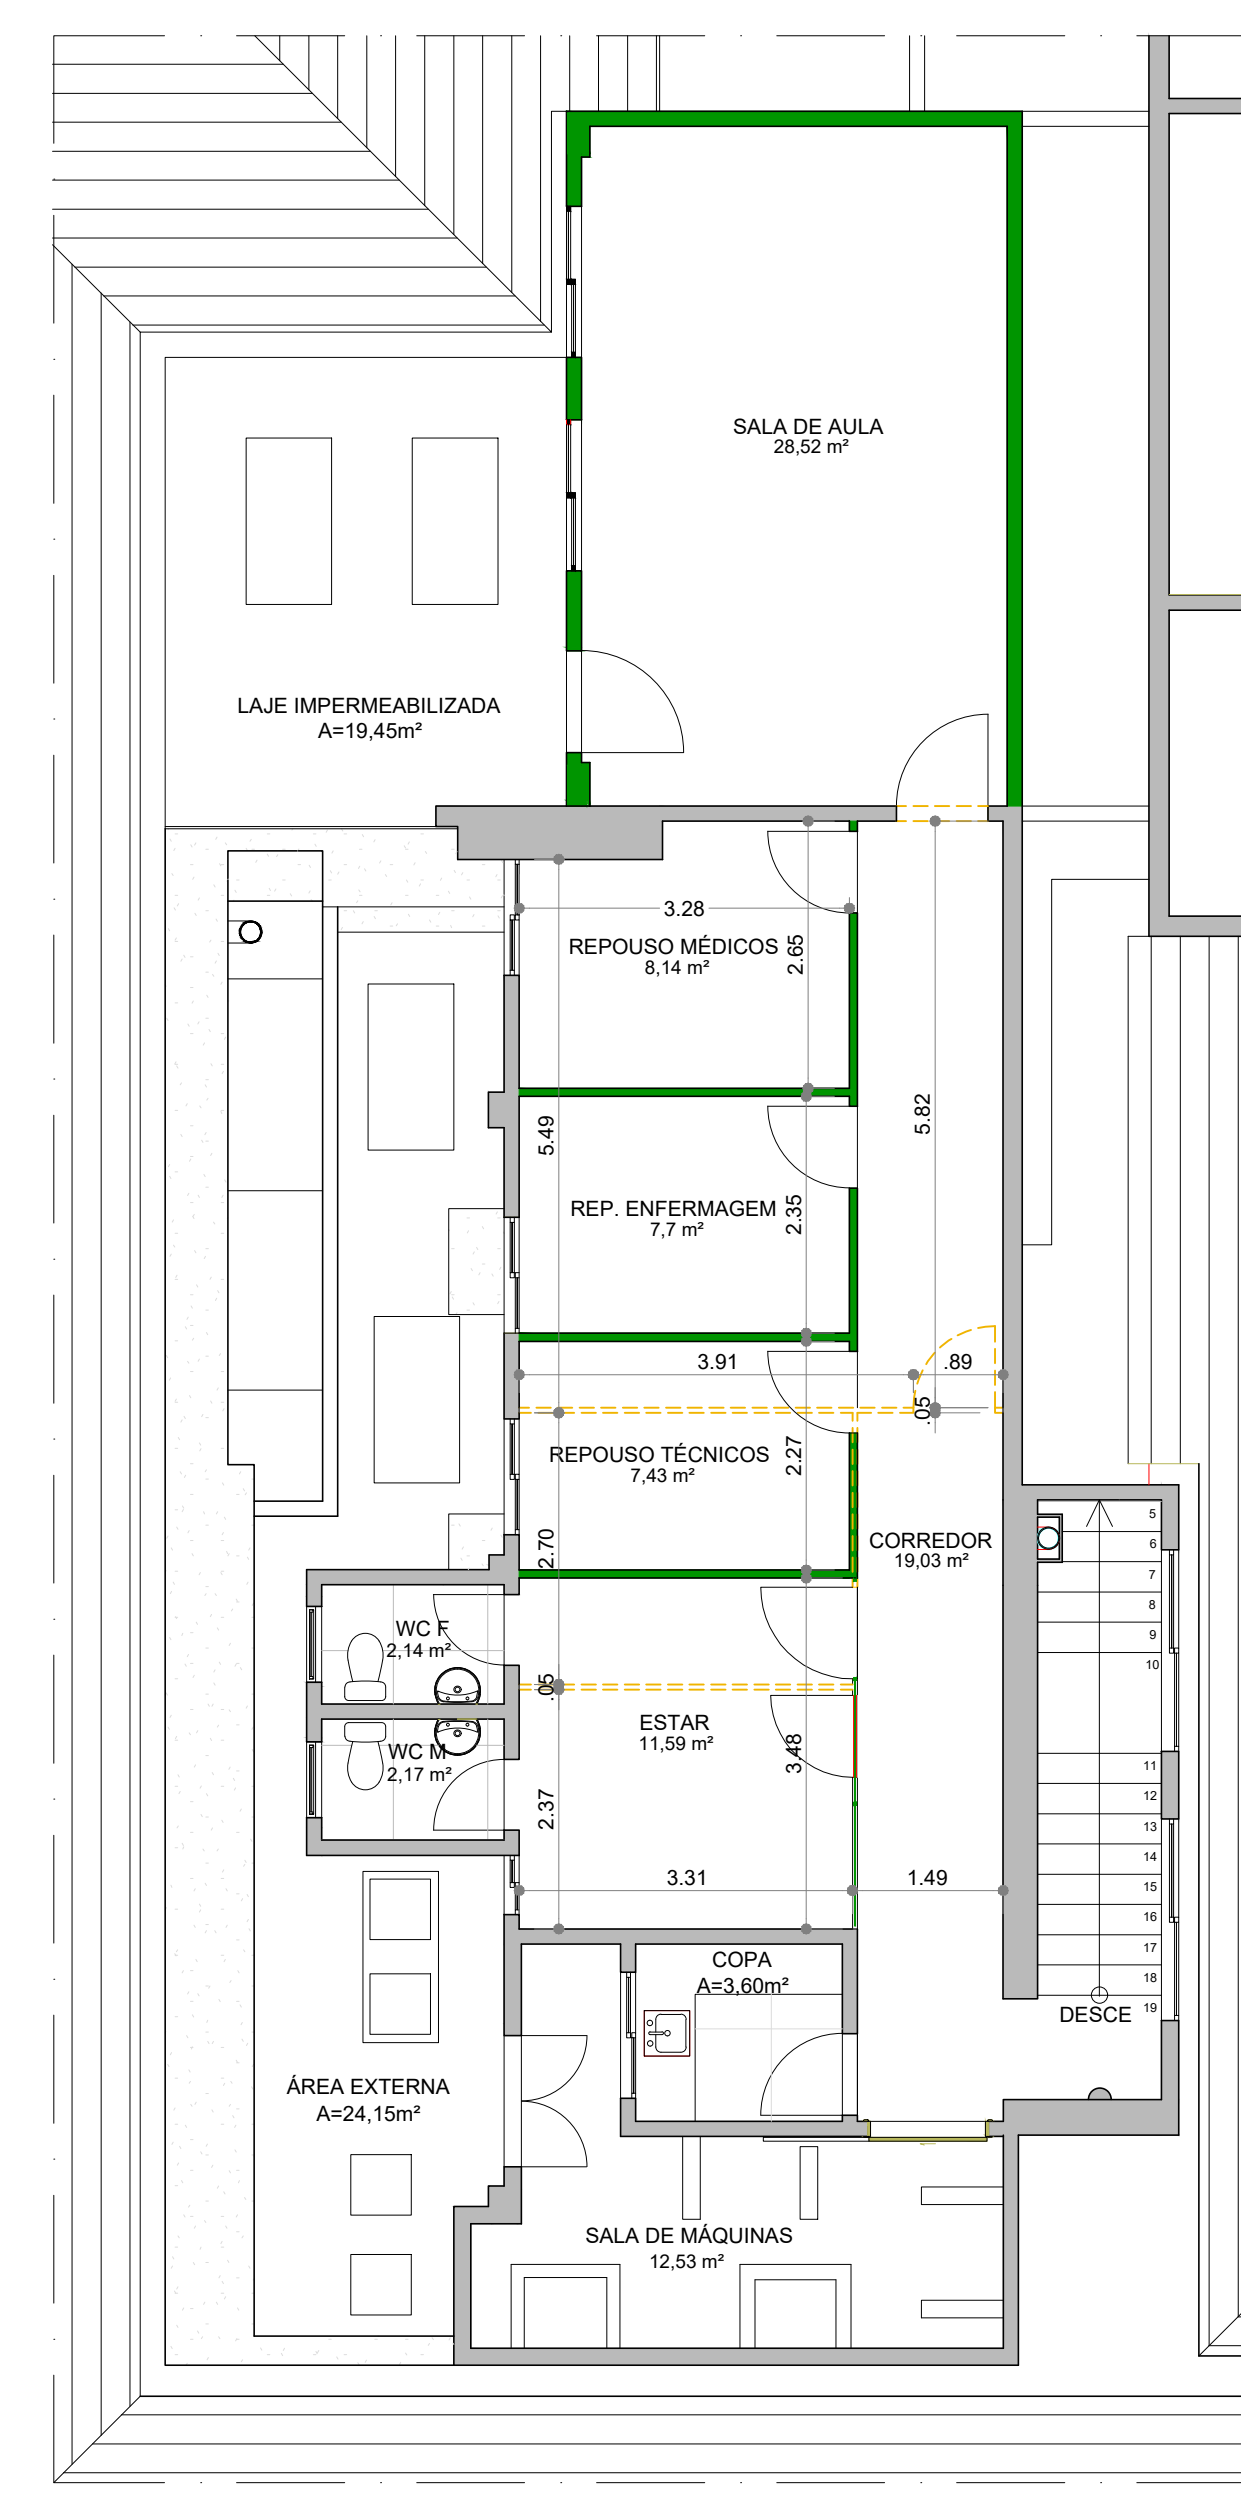 SALA DE AULA
28,52 m²
LAJE IMPERMEABILIZADA
A=19,45m²
3.28
REPOUSO MÉDICOS
8,14 m²
2.65
5.49
5.82
REP. ENFERMAGEM
7,7 m²
2.35
3.91
.89
.05
REPOUSO TÉCNICOS
7,43 m²
2.27
2.70
CORREDOR
19,03 m²
5
6
7
8
9
10
11
12
13
14
15
16
17
18
19
DESCE
WC F
2,14 m²
.05
ESTAR
11,59 m²
3.48
WC M
2,17 m²
2.37
3.31
1.49
COPA
A=3,60m²
ÁREA EXTERNA
A=24,15m²
SALA DE MÁQUINAS
12,53 m²